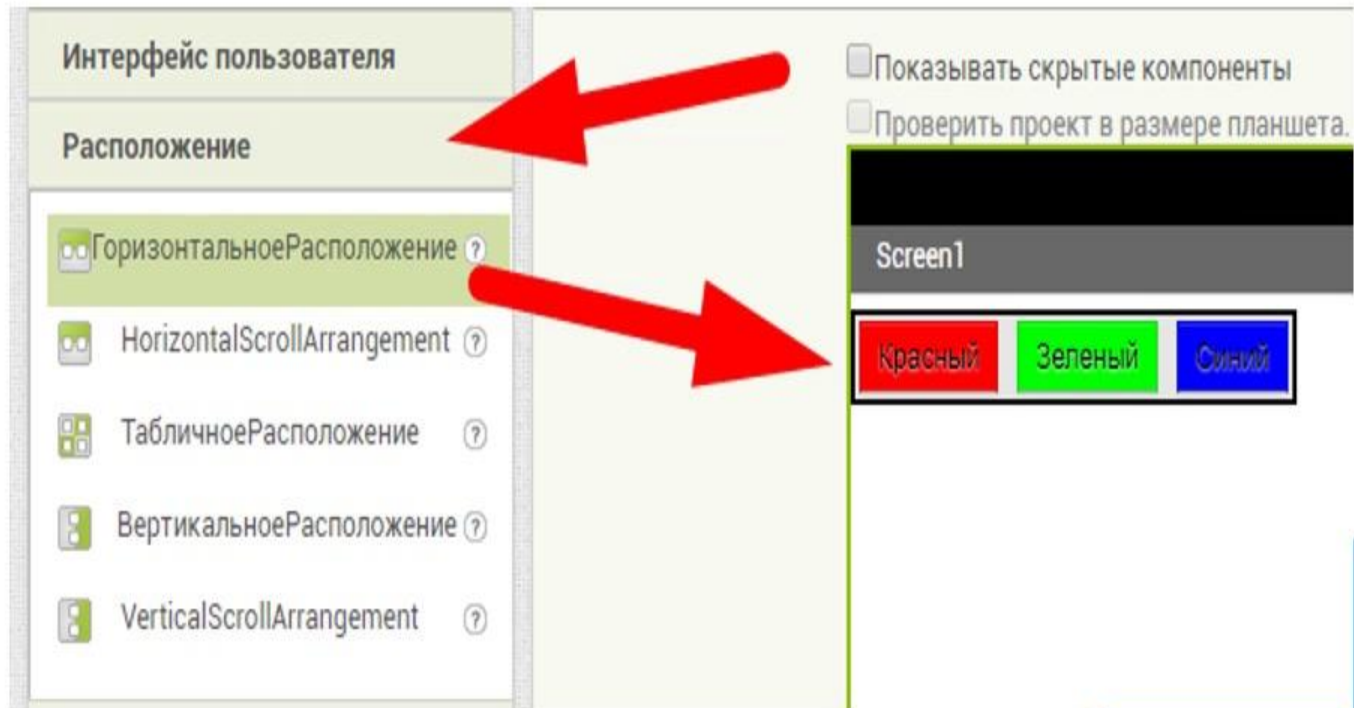 Интерфейс пользователя
Расположение
ГоризонтальноеРасположение ?
HorizontalScrollArrangement ?
ТабличноеРасположение ?
ВертикальноеРасположение ?
VerticalScrollArrangement ?
Показывать скрытые компоненты
Проверить проект в размере планшета.
Screen1
Красный Зеленый Синий